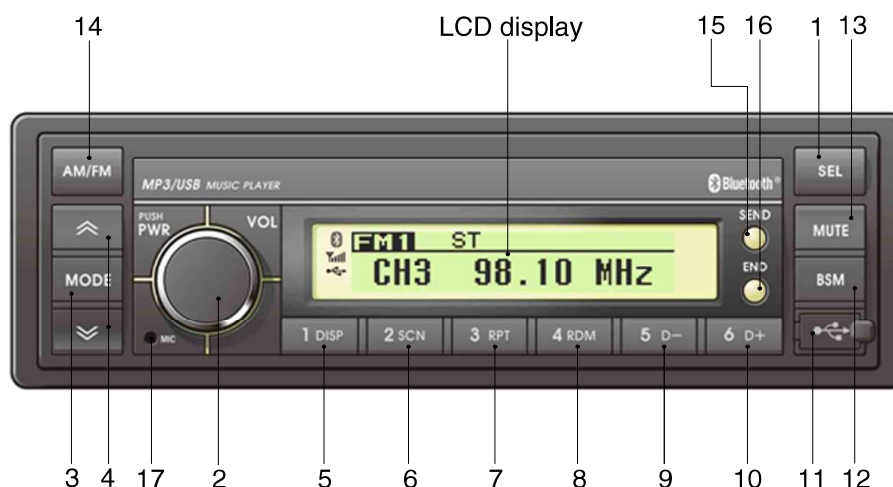 14 LCD display 15 16 1 13
AM/FM MP3/USB MUSIC PLAYER Bluetooth® SEL
PUSH
PWR VOL FM1 ST SEND MUTE
MODE CH3 98.10 MHz END BSM
MIC 1 DISP 2 SCN 3 RPT 4 RDM 5 D− 6 D+
3 4 17 2 5 6 7 8 9 10 11 12